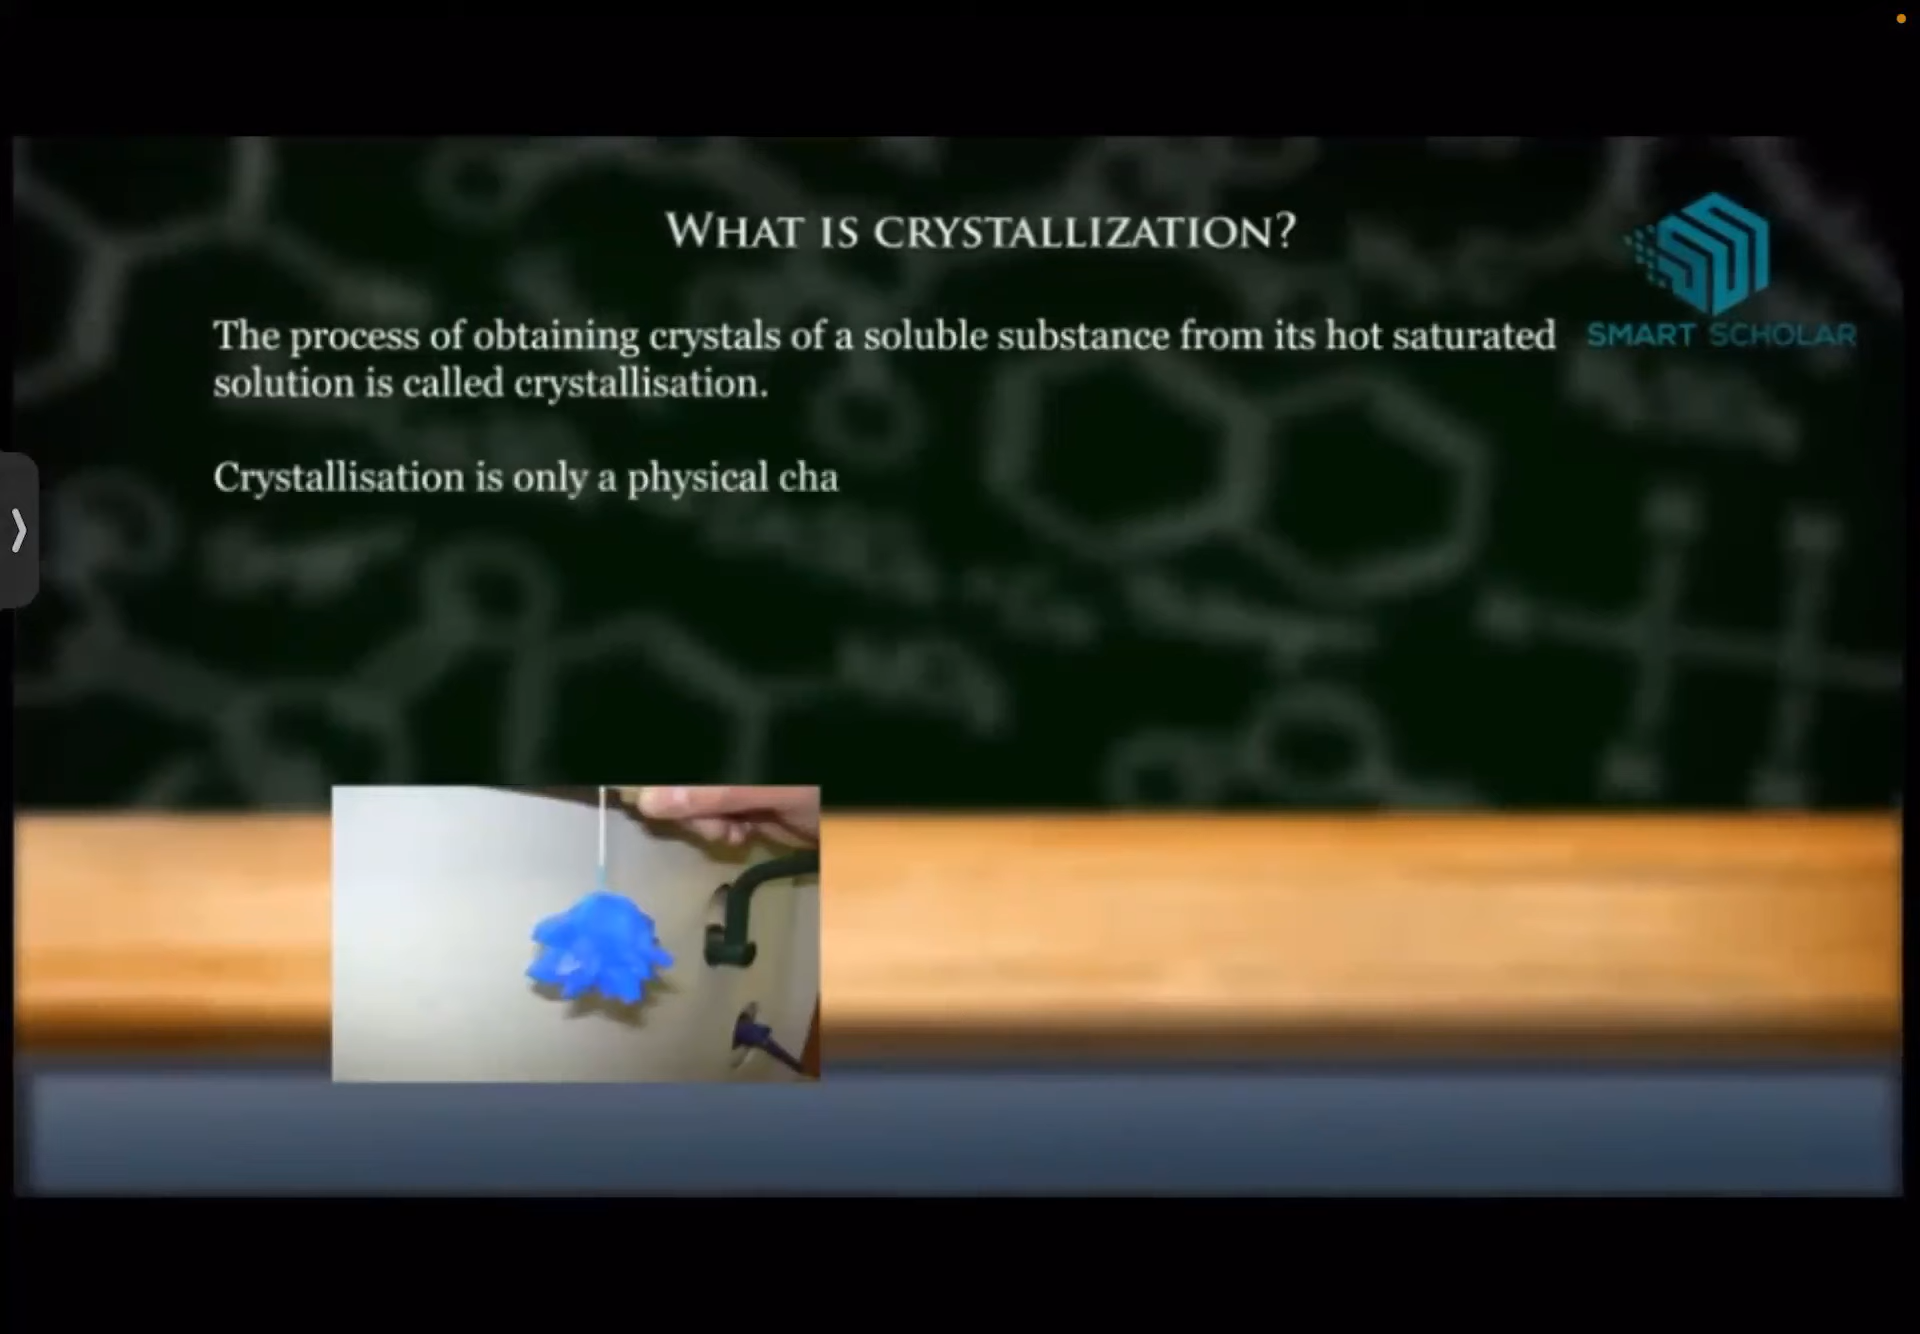 WHAT IS CRYSTALLIZATION?
The process of obtaining crystals of a soluble substance from its hot saturated
solution is called crystallisation.
Crystallisation is only a physical cha
SMART SCHOLAR